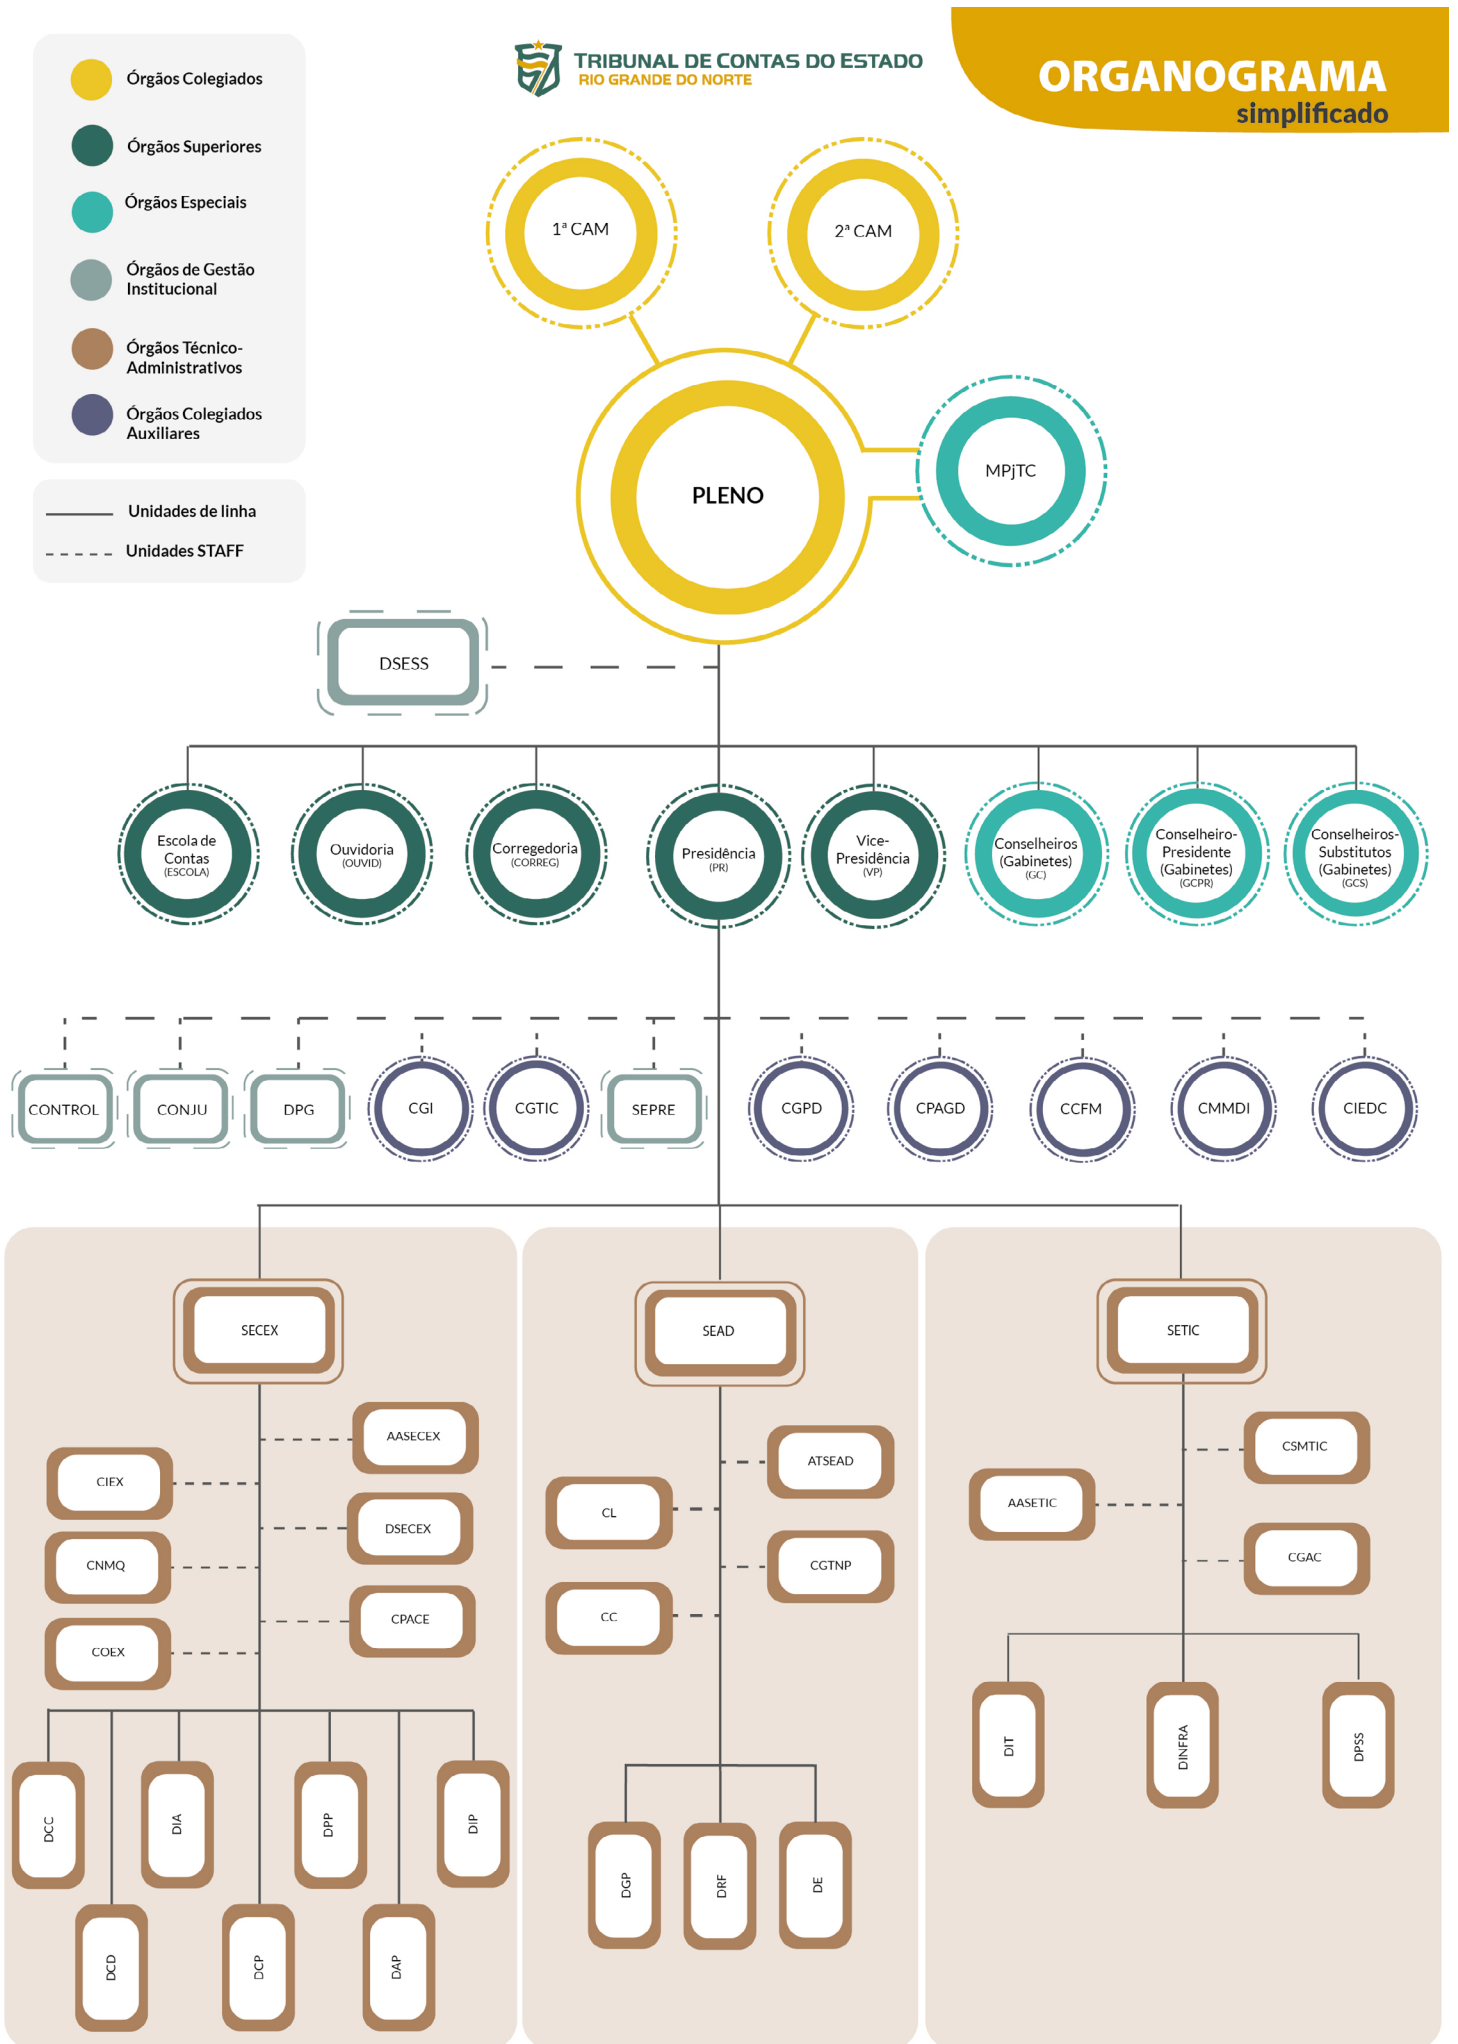 TRIBUNAL DE CONTAS DO ESTADO
RIO GRANDE DO NORTE
ORGANOGRAMA
simplificado
Órgãos Colegiados
Órgãos Superiores
Órgãos Especiais
Órgãos de Gestão
Institucional
Órgãos Técnico-
Administrativos
Órgãos Colegiados
Auxiliares
Unidades de linha
Unidades STAFF
1ª CAM
2ª CAM
PLENO
MPjTC
DSESS
Escola de
Contas
(ESCOLA)
Ouvidoria
(OUVID)
Corregedoria
(CORREG)
Presidência
(PR)
Vice-
Presidência
(VP)
Conselheiros
(Gabinetes)
(GC)
Conselheiro-
Presidente
(Gabinetes)
(GCPR)
Conselheiros-
Substitutos
(Gabinetes)
(GCS)
CONTROL
CONJU
DPG
CGI
CGTIC
SEPRE
CGPD
CPAGD
CCFM
CMMDI
CIEDC
SECEX
SEAD
SETIC
AASECEX
CIEX
DSECEX
CNMQ
CPACE
COEX
DCC
DIA
DPP
DIP
DCD
DCP
DAP
ATSEAD
CL
CGTNP
CC
DGP
DRF
DE
CSMTIC
AASETIC
CGAC
DIT
DINFRA
DPSS